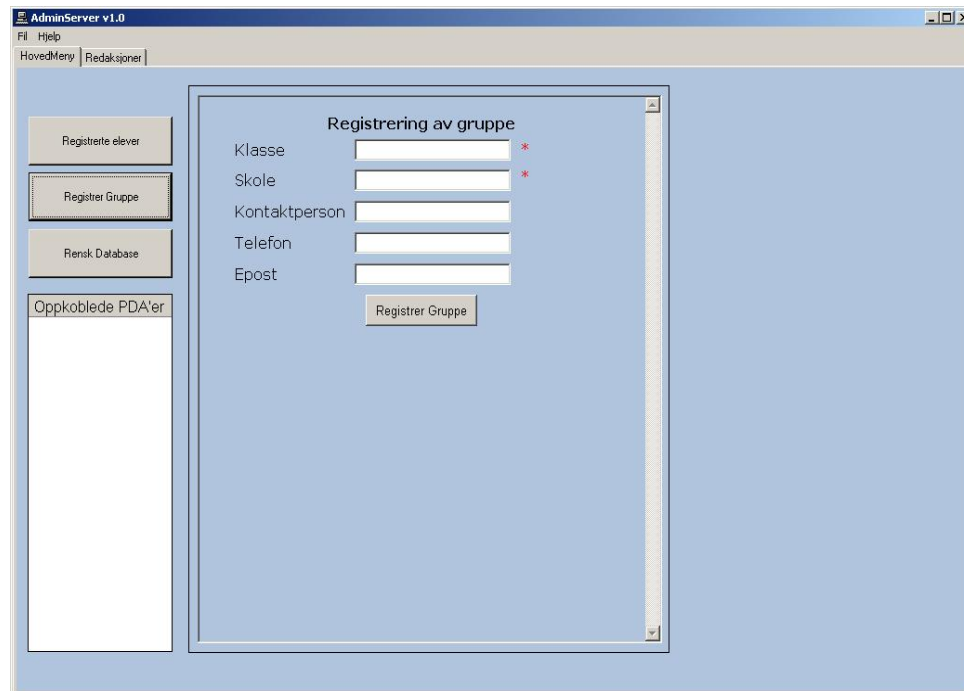 AdminServer v1.0
Fil Hjelp
HovedMeny Redaksjoner
Registrerte elever
Registrer Gruppe
Rensk Database
Oppkoblede PDA'er
Registrering av gruppe
Klasse *
Skole *
Kontaktperson
Telefon
Epost
Registrer Gruppe